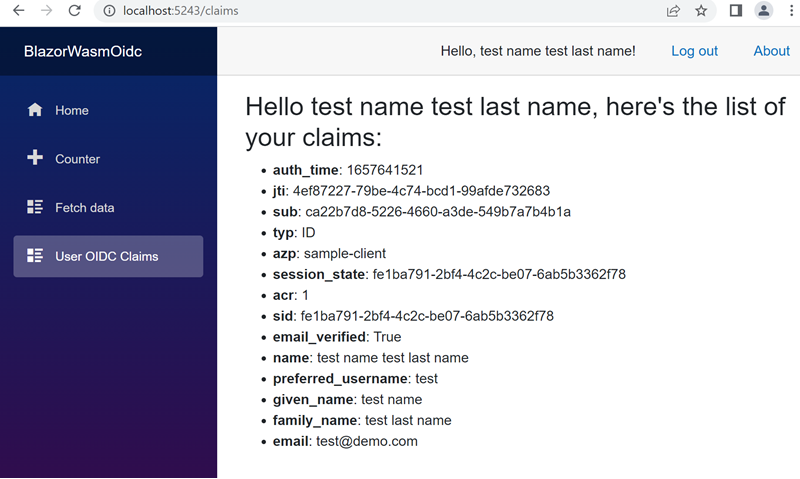 localhost:5243/claims
BlazorWasmOidc
Hello, test name test last name! Log out About
Home
Counter
Fetch data
User OIDC Claims
Hello test name test last name, here's the list of
your claims:
auth_time: 1657641521
jti: 4ef87227-79be-4c74-bcd1-99afde732683
sub: ca22b7d8-5226-4660-a3de-549b7a7b4b1a
typ: ID
azp: sample-client
session_state: fe1ba791-2bf4-4c2c-be07-6ab5b3362f78
acr: 1
sid: fe1ba791-2bf4-4c2c-be07-6ab5b3362f78
email_verified: True
name: test name test last name
preferred_username: test
given_name: test name
family_name: test last name
email: test@demo.com